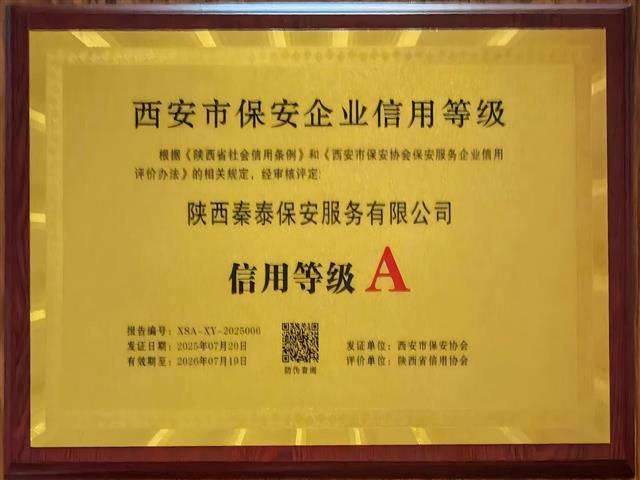 西安市保安企业信用等级
根据《陕西省社会信用条例》和《西安市保安协会保安服务企业信用
评价办法》的相关规定，经审核评定:
陕西秦泰保安服务有限公司
信用等级 A
报告编号：XSA-XY-2025006
发证日期：2025年07月20日
有效期至：2026年07月19日
防伪查询
发证单位：西安市保安协会
评价单位：陕西省信用协会